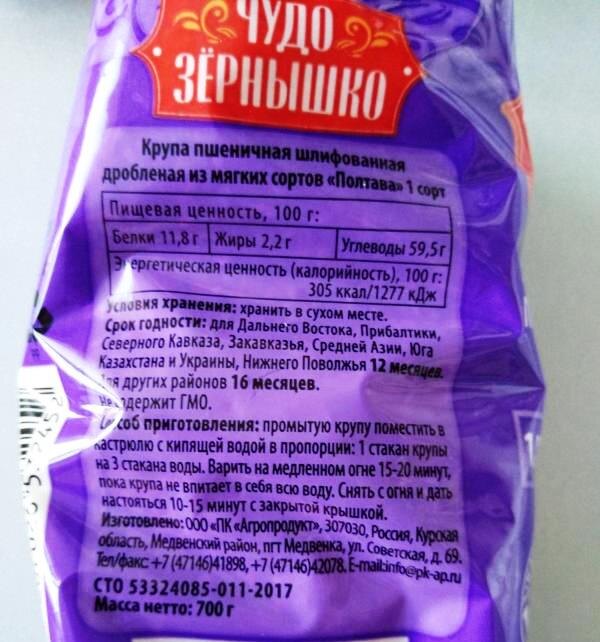 ЧУДО
ЗЁРНЫШКО
Крупа пшеничная шлифованная
дробленая из мягких сортов «Полтава» 1 сорт
Пищевая ценность, 100 г:
Белки 11,8 г Жиры 2,2 г Углеводы 59,5 г
Энергетическая ценность (калорийность), 100 г:
305 ккал/1277 кДж
Условия хранения: хранить в сухом месте.
Срок годности: для Дальнего Востока, Прибалтики,
Северного Кавказа, Закавказья, Средней Азии, Юга
Казахстана и Украины, Нижнего Поволжья 12 месяцев.
Для других районов 16 месяцев.
Не содержит ГМО.
Способ приготовления: промытую крупу поместить в
кастрюлю с кипящей водой в пропорции: 1 стакан крупы
на 3 стакана воды. Варить на медленном огне 15-20 минут,
пока крупа не впитает в себя всю воду. Снять с огня и дать
настояться 10-15 минут с закрытой крышкой.
Изготовлено: ООО «ПК «Агропродукт», 307030, Россия, Курская
область, Медвенский район, пгт Медвенка, ул. Советская, д. 69.
Тел/факс: +7 (47146)41898, +7 (47146)42078. E-mail:info@pk-ap.ru
СТО 53324085-011-2017
Масса нетто: 700 г